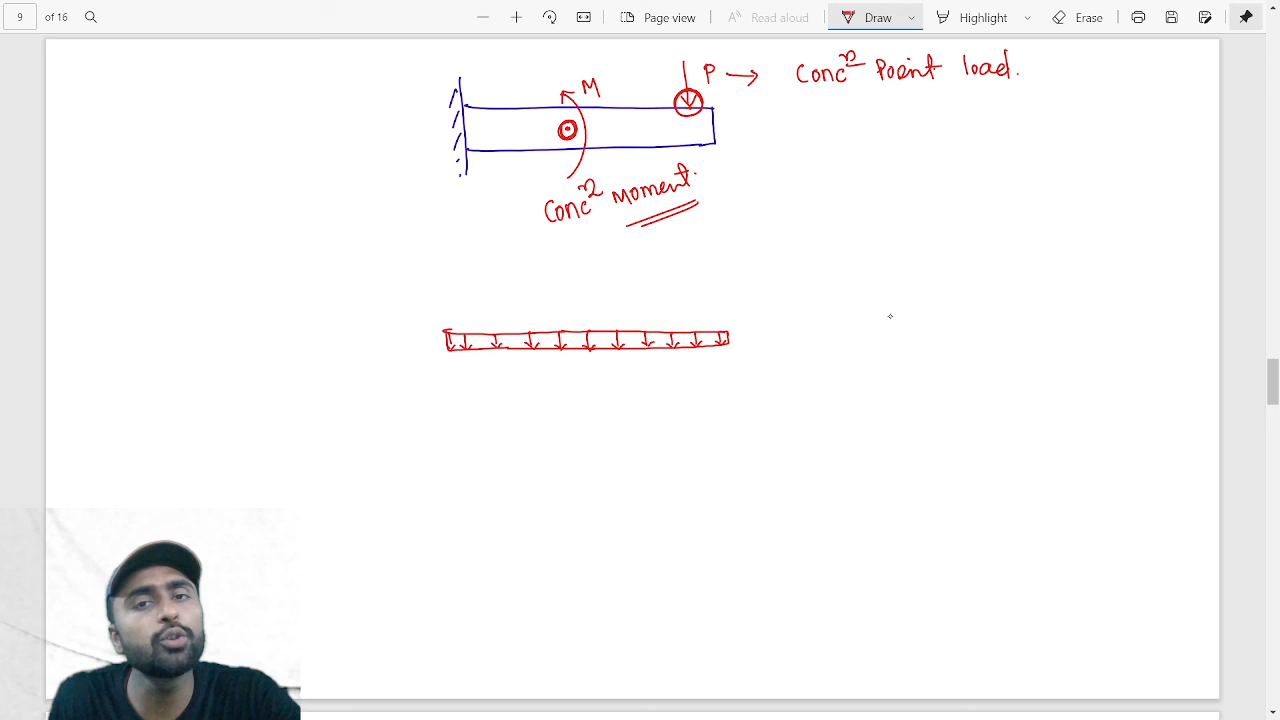 9 of 16 Page view Read aloud Draw Highlight Erase
P → Concⁿ Point load.
M
Concⁿ moment.